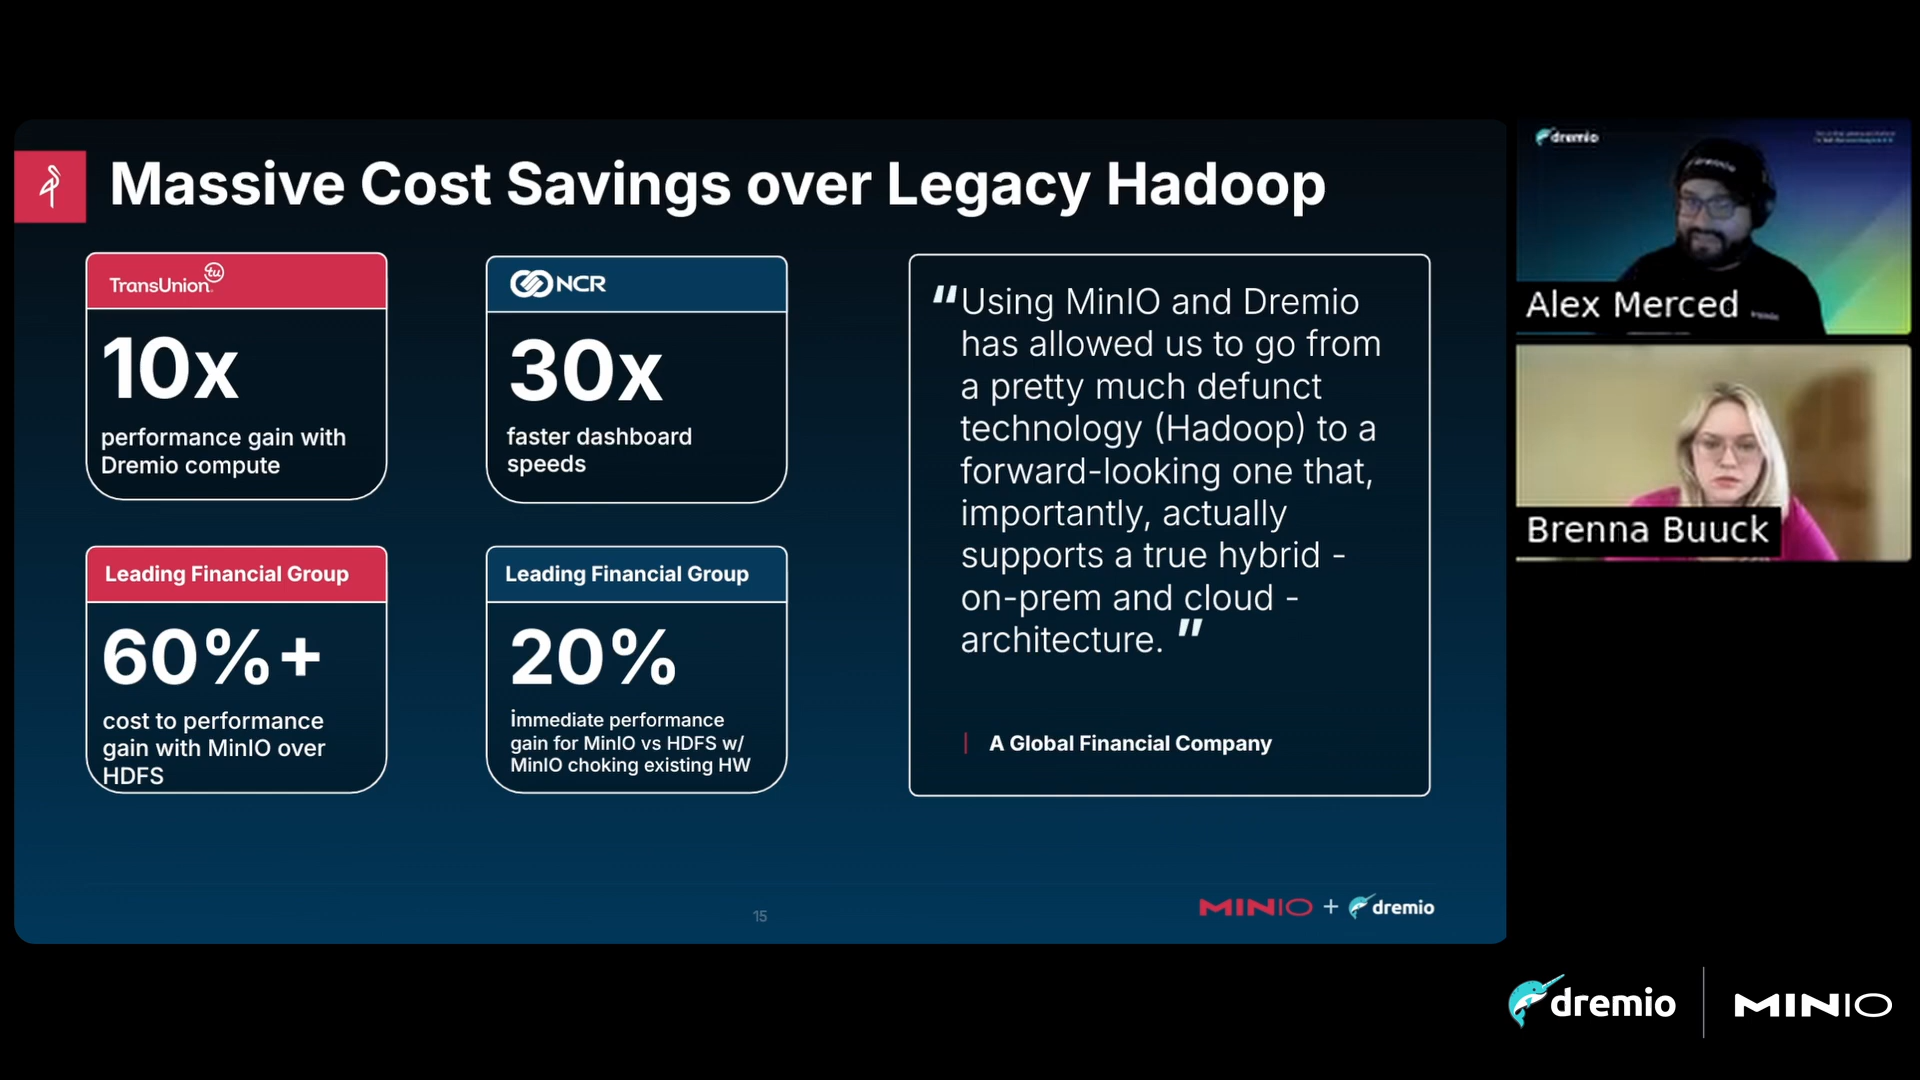 Massive Cost Savings over Legacy Hadoop
TransUnion
tu
10x
performance gain with
Dremio compute
NCR
30x
faster dashboard
speeds
Leading Financial Group
60%+
cost to performance
gain with MinIO over
HDFS
Leading Financial Group
20%
immediate performance
gain for MinIO vs HDFS w/
MinIO choking existing HW
“Using MinIO and Dremio
has allowed us to go from
a pretty much defunct
technology (Hadoop) to a
forward-looking one that,
importantly, actually
supports a true hybrid -
on-prem and cloud -
architecture. ”
A Global Financial Company
15
MINIO + dremio
dremio
dremio
Alex Merced
Brenna Buuck
dremio | MINIO